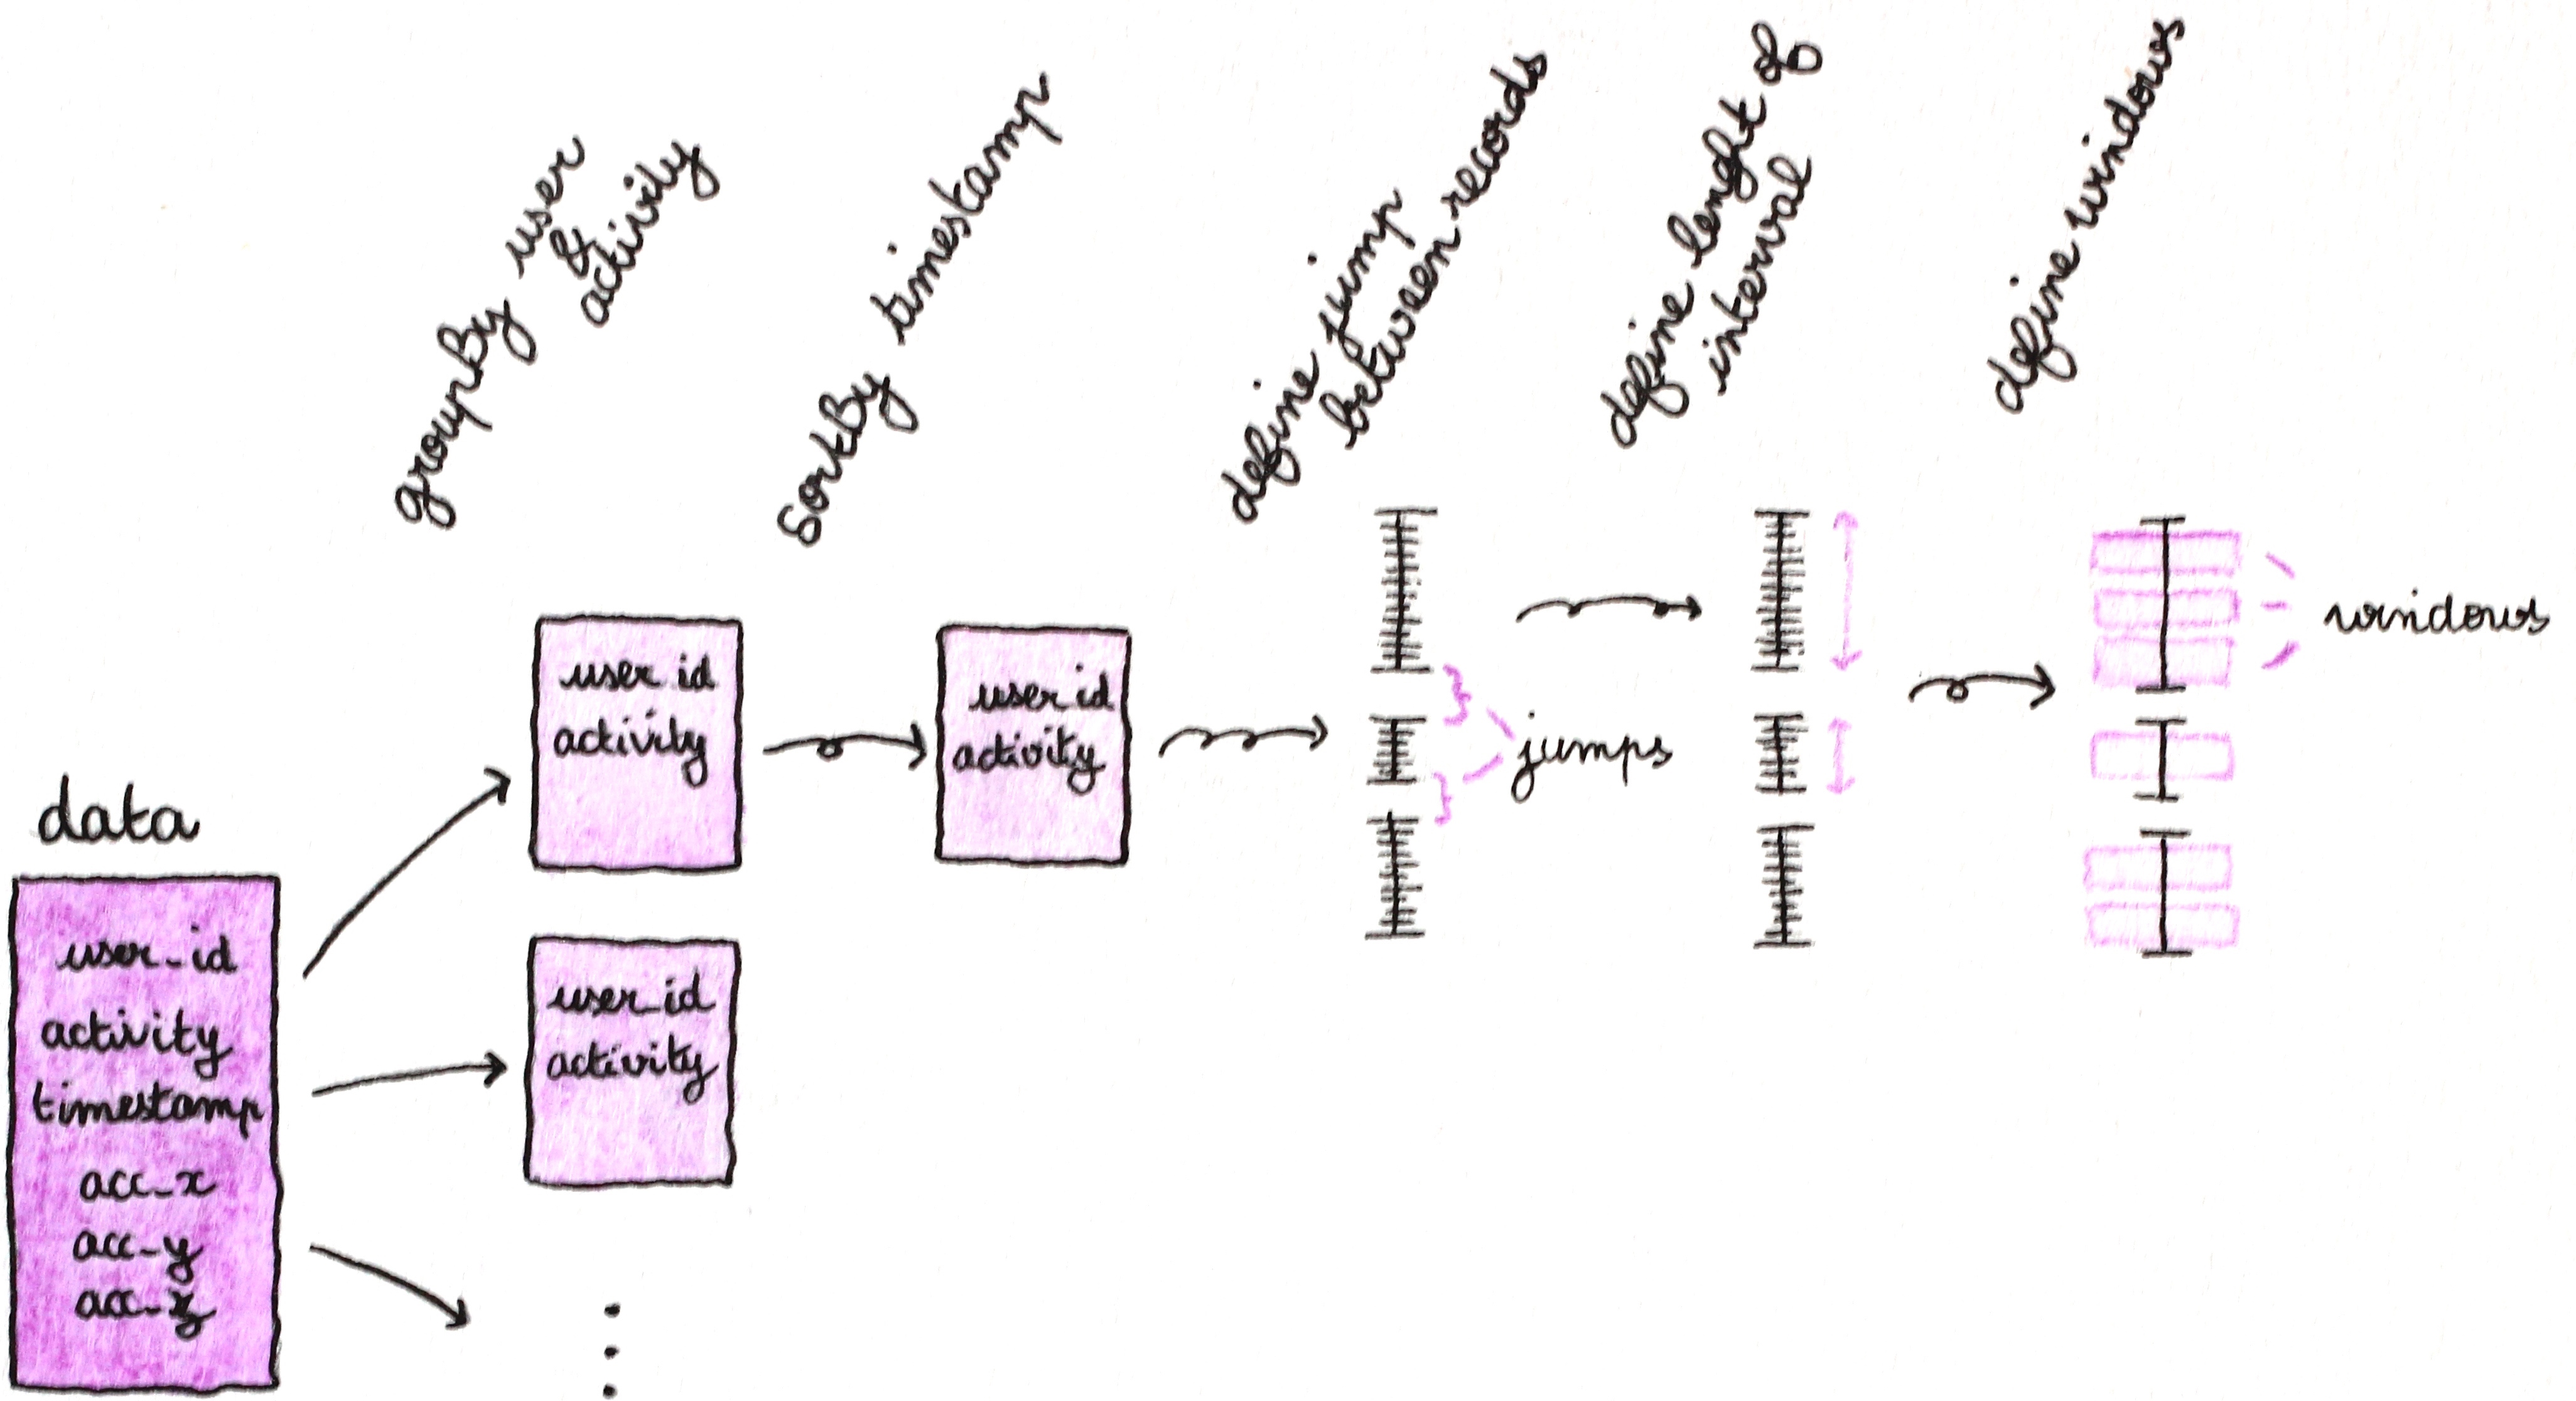 groupBy user
&
activity
sortBy timestamp
define jump
between records
define lenght of
interval
define windows
data
user_id
activity
timestamp
acc_x
acc_y
acc_z
user id
activity
user_id
activity
user id
activity
jumps
windows